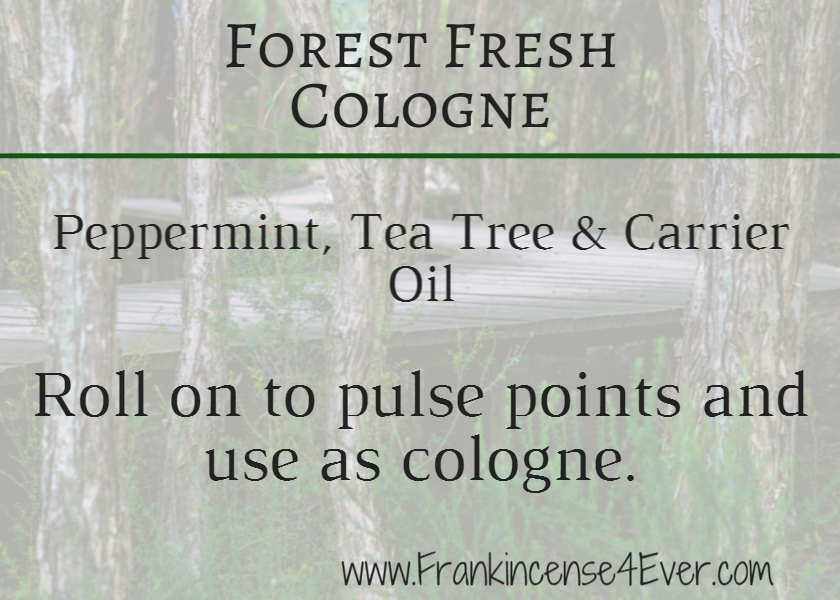 Forest Fresh
Cologne
Peppermint, Tea Tree & Carrier
Oil
Roll on to pulse points and
use as cologne.
www.Frankincense4Ever.com